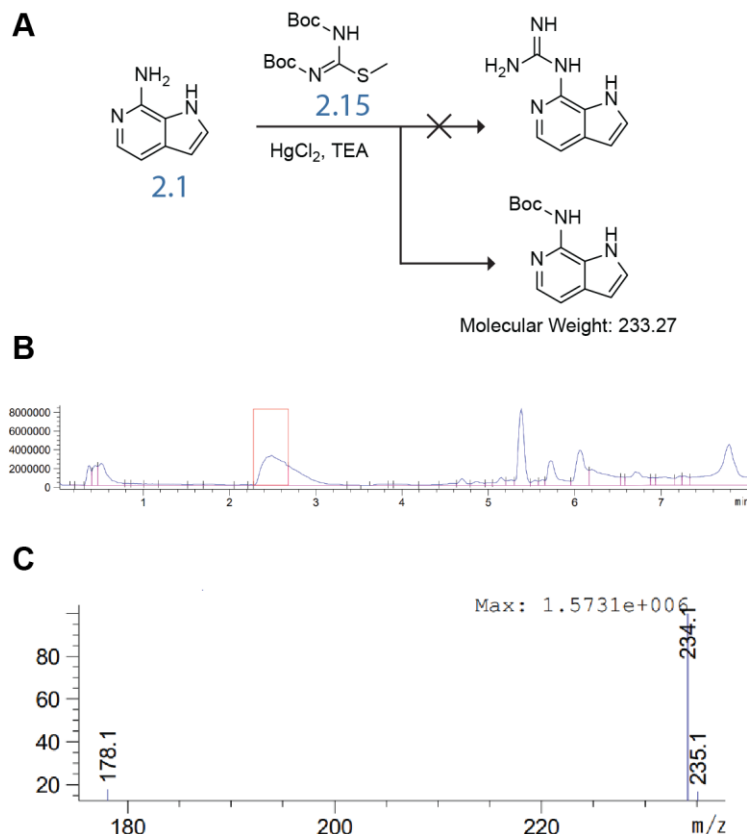 A
Boc
NH
Boc
N
S
2.15
HgCl2, TEA
NH2
H
N
N
2.1
NH
H2N
NH
H
N
N
Boc
NH
H
N
N
Molecular Weight: 233.27
B
8000000
6000000
4000000
2000000
0
1 2 3 4 5 6 7 min
C
Max: 1.5731e+006
80
60
40
20
178.1
234.1
235.1
180 200 220 m/z